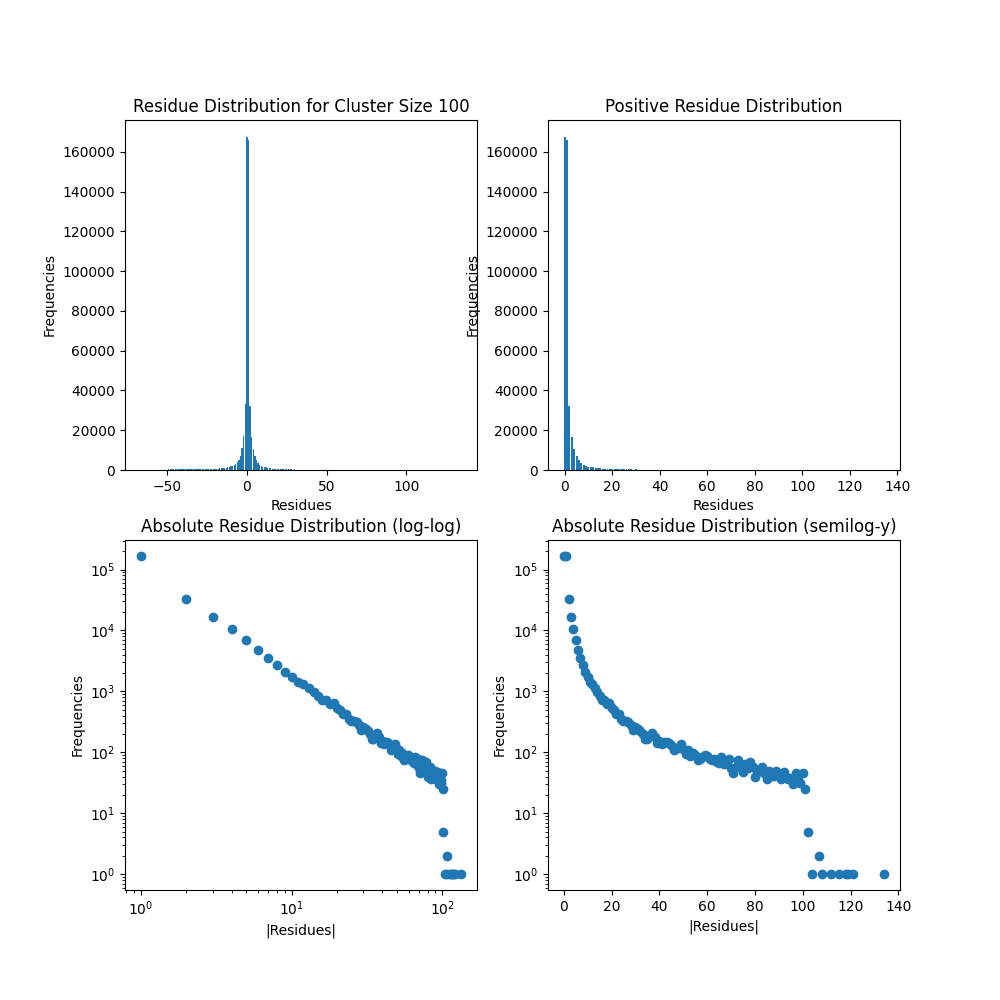 Residue Distribution for Cluster Size 100
Frequencies
160000
140000
120000
100000
80000
60000
40000
20000
0
−50 0 50 100
Residues
Positive Residue Distribution
Frequencies
160000
140000
120000
100000
80000
60000
40000
20000
0
0 20 40 60 80 100 120 140
Residues
Absolute Residue Distribution (log-log)
Frequencies
10^5
10^4
10^3
10^2
10^1
10^0
10^0 10^1 10^2
|Residues|
Absolute Residue Distribution (semilog-y)
Frequencies
10^5
10^4
10^3
10^2
10^1
10^0
0 20 40 60 80 100 120 140
|Residues|